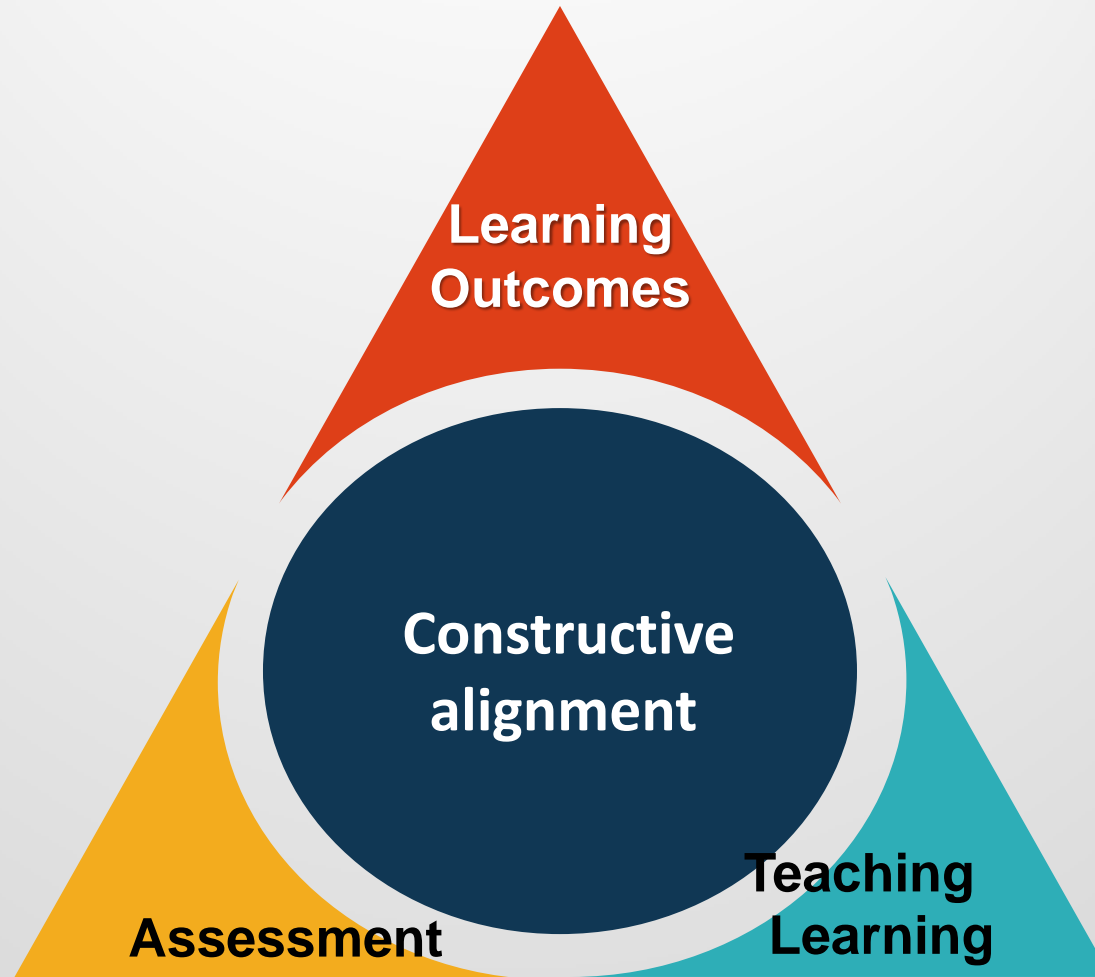 Learning
Outcomes
Constructive
alignment
Teaching
Learning
Assessment